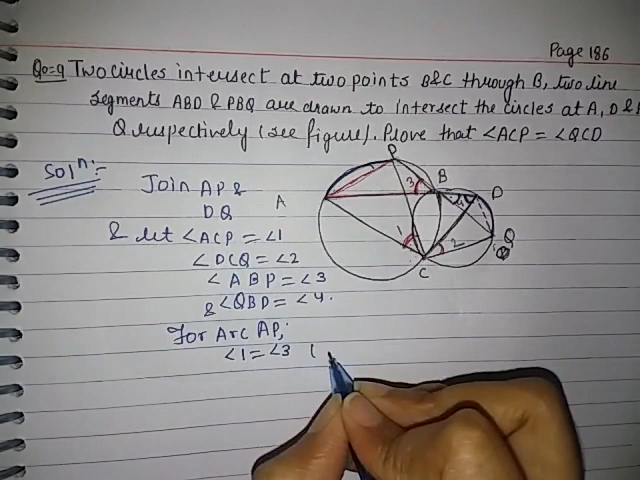 Page 186
Qo=9 Two circles intersect at two points B&C through B, two line
segments ABD & PBQ are drawn to intersect the circles at A, D &
Q respectively (see figure). Prove that ∠ACP = ∠QCD
Solⁿ:-
Join AP &
DQ
& let ∠ACP = ∠1
∠DCQ = ∠2
∠ABP = ∠3
& ∠QBD = ∠4.
For Arc AP,
∠1 = ∠3 (
P
A
3
B
4
D
1
2
Q
C